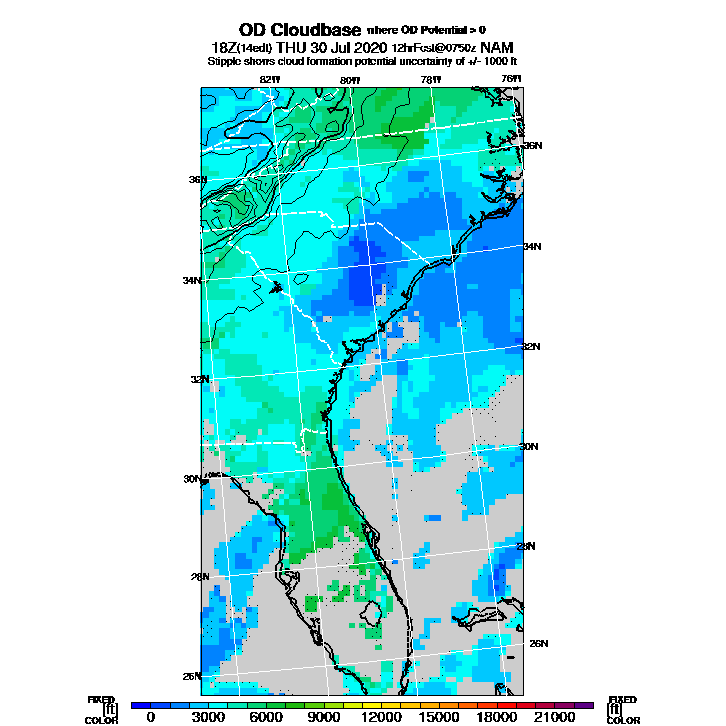 OD Cloudbase where OD Potential > 0
18Z(14edt) THU 30 Jul 2020 12hrFcst@0750z NAM
Stipple shows cloud formation potential uncertainty of +/- 1000 ft
82W 80W 78W 76W
36N
36N
34N
34N
32N
32N
30N
30N
28N
28N
26N
26N
FIXED FIXED
[ft] [ft]
COLOR COLOR
0 3000 6000 9000 12000 15000 18000 21000